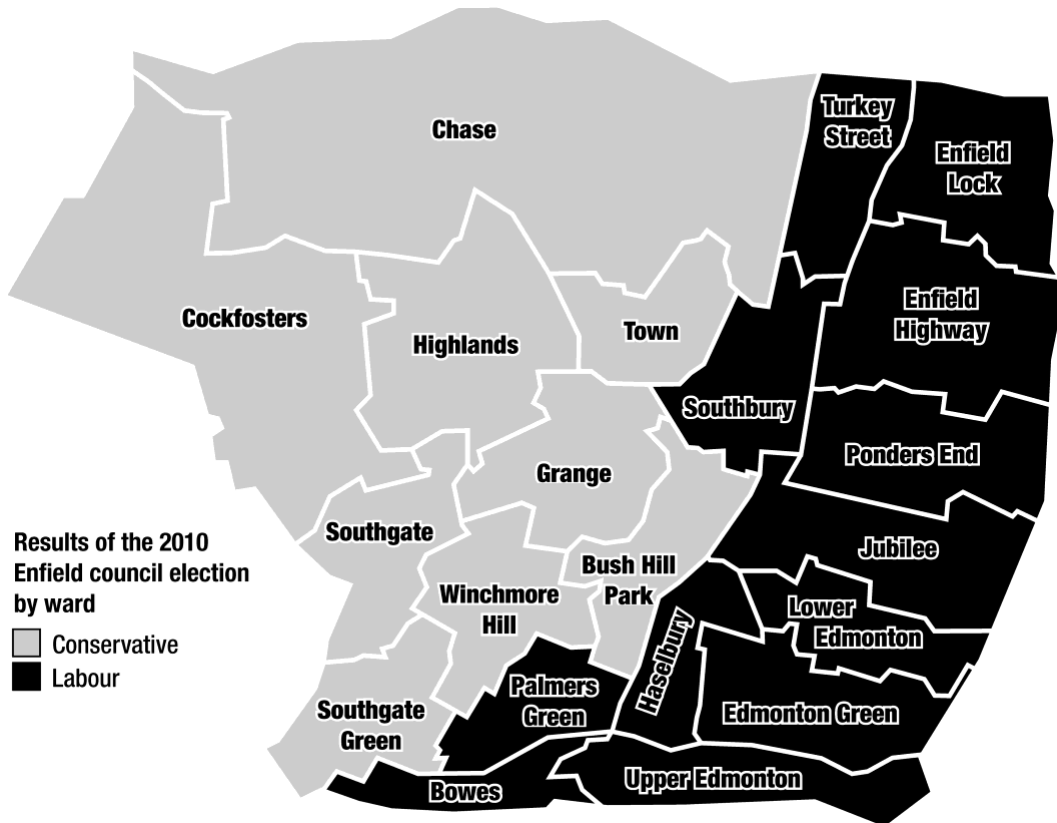 Chase
Turkey
Street
Enfield
Lock
Cockfosters
Highlands
Town
Enfield
Highway
Southbury
Ponders End
Grange
Southgate
Jubilee
Bush Hill
Park
Winchmore
Hill
Lower
Edmonton
Haselbury
Palmers
Green
Southgate
Green
Edmonton Green
Upper Edmonton
Bowes
Results of the 2010
Enfield council election
by ward
Conservative
Labour